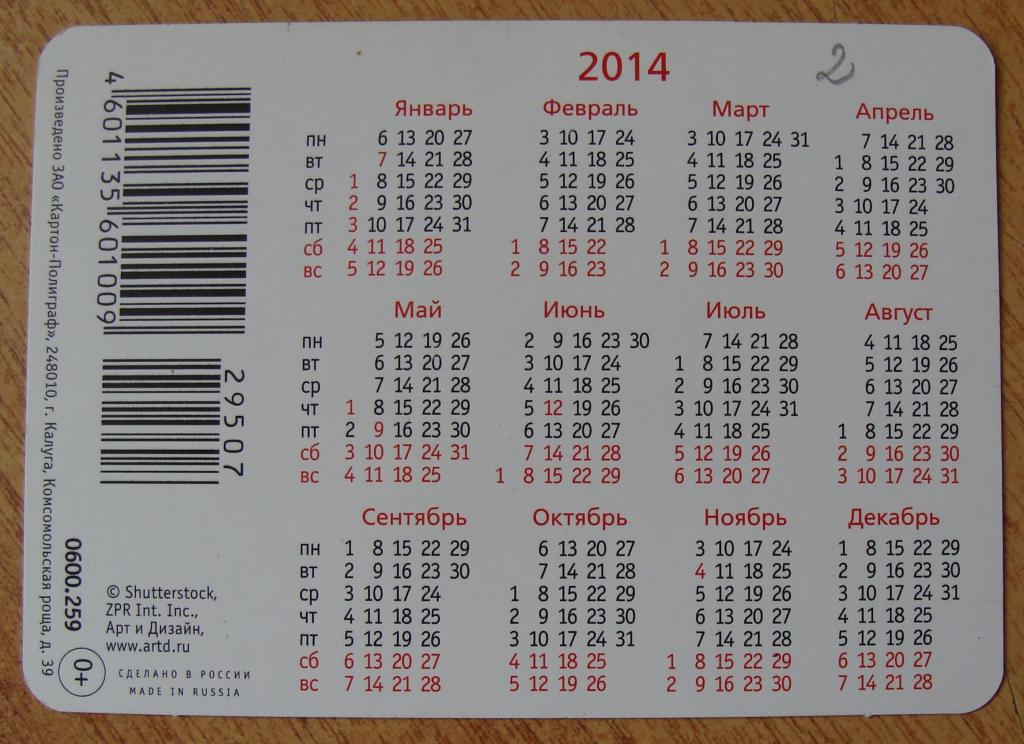 2014
2
Январь
пн 6 13 20 27
вт 7 14 21 28
ср 1 8 15 22 29
чт 2 9 16 23 30
пт 3 10 17 24 31
сб 4 11 18 25
вс 5 12 19 26
Февраль
3 10 17 24
4 11 18 25
5 12 19 26
6 13 20 27
7 14 21 28
1 8 15 22
2 9 16 23
Март
3 10 17 24 31
4 11 18 25
5 12 19 26
6 13 20 27
7 14 21 28
1 8 15 22 29
2 9 16 23 30
Апрель
7 14 21 28
1 8 15 22 29
2 9 16 23 30
3 10 17 24
4 11 18 25
5 12 19 26
6 13 20 27
Май
пн 5 12 19 26
вт 6 13 20 27
ср 7 14 21 28
чт 1 8 15 22 29
пт 2 9 16 23 30
сб 3 10 17 24 31
вс 4 11 18 25
Июнь
2 9 16 23 30
3 10 17 24
4 11 18 25
5 12 19 26
6 13 20 27
7 14 21 28
1 8 15 22 29
Июль
7 14 21 28
1 8 15 22 29
2 9 16 23 30
3 10 17 24 31
4 11 18 25
5 12 19 26
6 13 20 27
Август
4 11 18 25
5 12 19 26
6 13 20 27
7 14 21 28
1 8 15 22 29
2 9 16 23 30
3 10 17 24 31
Сентябрь
пн 1 8 15 22 29
вт 2 9 16 23 30
ср 3 10 17 24
чт 4 11 18 25
пт 5 12 19 26
сб 6 13 20 27
вс 7 14 21 28
Октябрь
6 13 20 27
7 14 21 28
1 8 15 22 29
2 9 16 23 30
3 10 17 24 31
4 11 18 25
5 12 19 26
Ноябрь
3 10 17 24
4 11 18 25
5 12 19 26
6 13 20 27
7 14 21 28
1 8 15 22 29
2 9 16 23 30
Декабрь
1 8 15 22 29
2 9 16 23 30
3 10 17 24 31
4 11 18 25
5 12 19 26
6 13 20 27
7 14 21 28
4 601135 601009
29507
Произведено ЗАО «Картон-Полиграф», 248010, г. Калуга, Комсомольская роща, д. 39
0600.259
0+
© Shutterstock,
ZPR Int. Inc.,
Арт и Дизайн,
www.artd.ru
СДЕЛАНО В РОССИИ
MADE IN RUSSIA